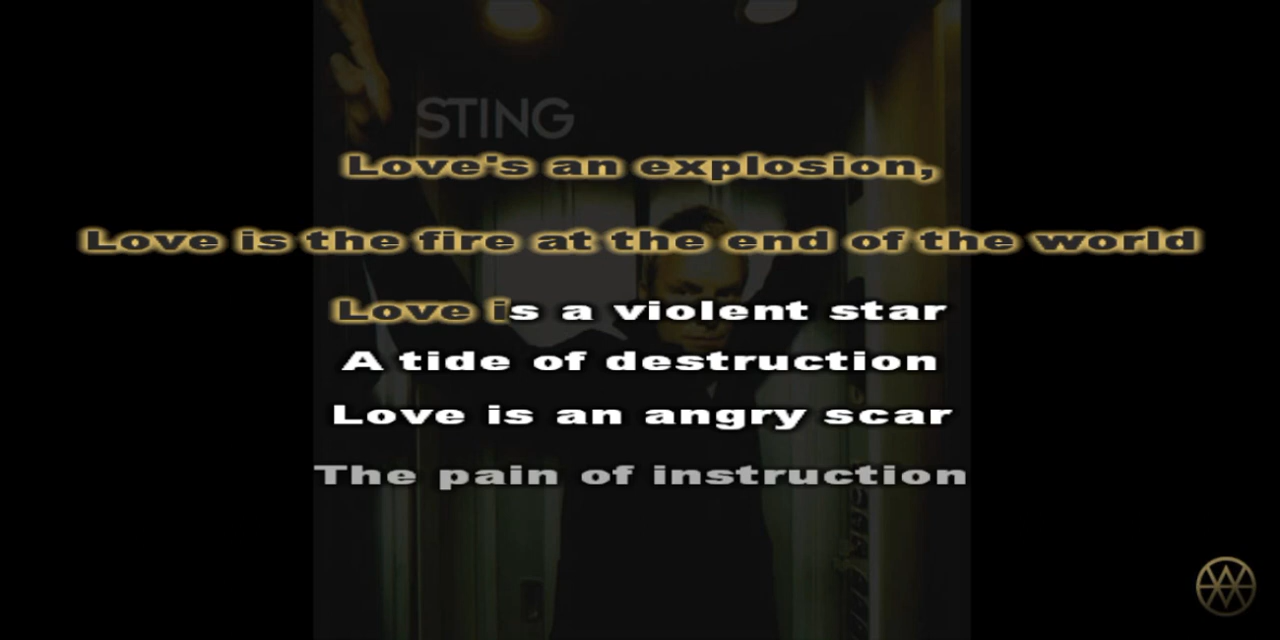 STING
Love's an explosion,
Love is the fire at the end of the world
Love is a violent star
A tide of destruction
Love is an angry scar
The pain of instruction